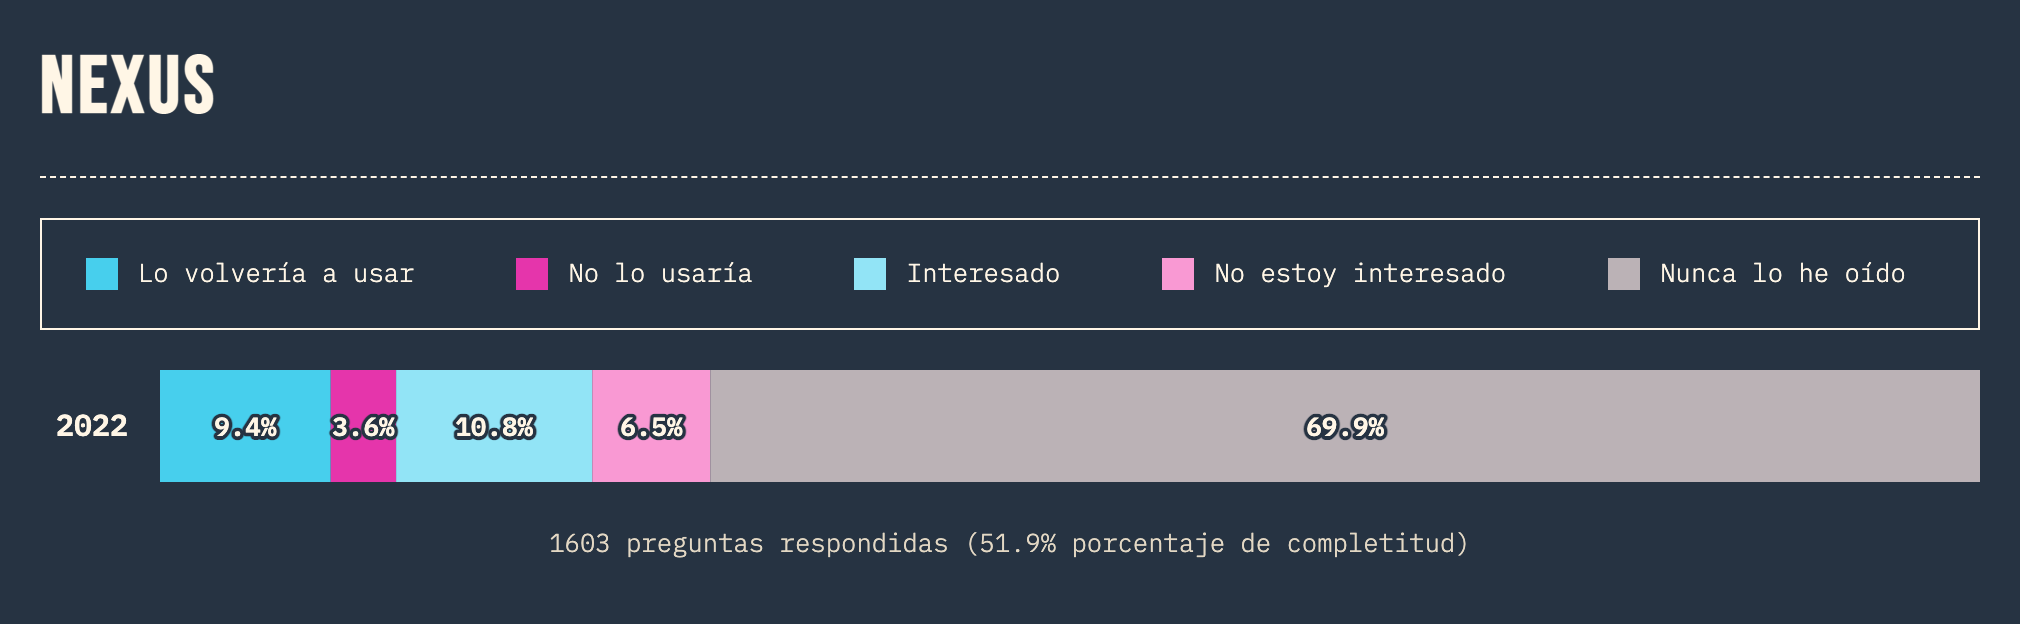 NEXUS
Lo volvería a usar No lo usaría Interesado No estoy interesado Nunca lo he oído
2022 9.4% 3.6% 10.8% 6.5% 69.9%
1603 preguntas respondidas (51.9% porcentaje de completitud)